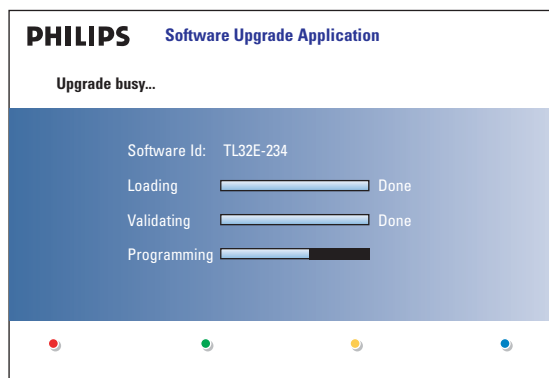 PHILIPS Software Upgrade Application
Upgrade busy...
Software Id: TL32E-234
Loading Done
Validating Done
Programming